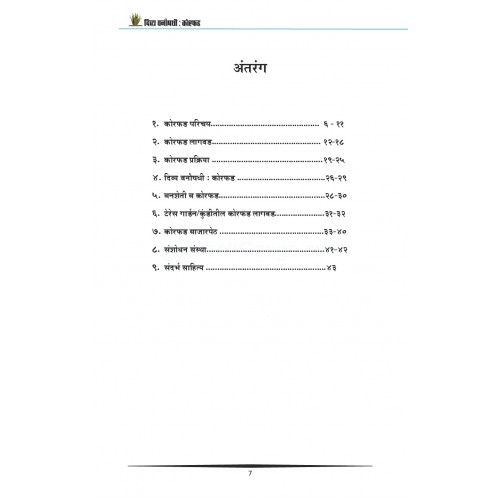 दिव्य वनौषधी : कोरफड
अंतरंग
१. कोरफड परिचय........................................ ६ - ११
२. कोरफड लागवड........................................१२-१८
३. कोरफड प्रक्रिया........................................१९-२५
४. दिव्य वनौषधी : कोरफड ..............................२६-२९
५. वनशेती व कोरफड....................................२८-३०
६. टेरेस गार्डन/कुंडीतील कोरफड लागवड................३१-३२
७. कोरफड बाजारपेठ.....................................३३-४०
८. संशोधन संस्था ........................................४१-४२
९. संदर्भ साहित्य ..........................................४३
7